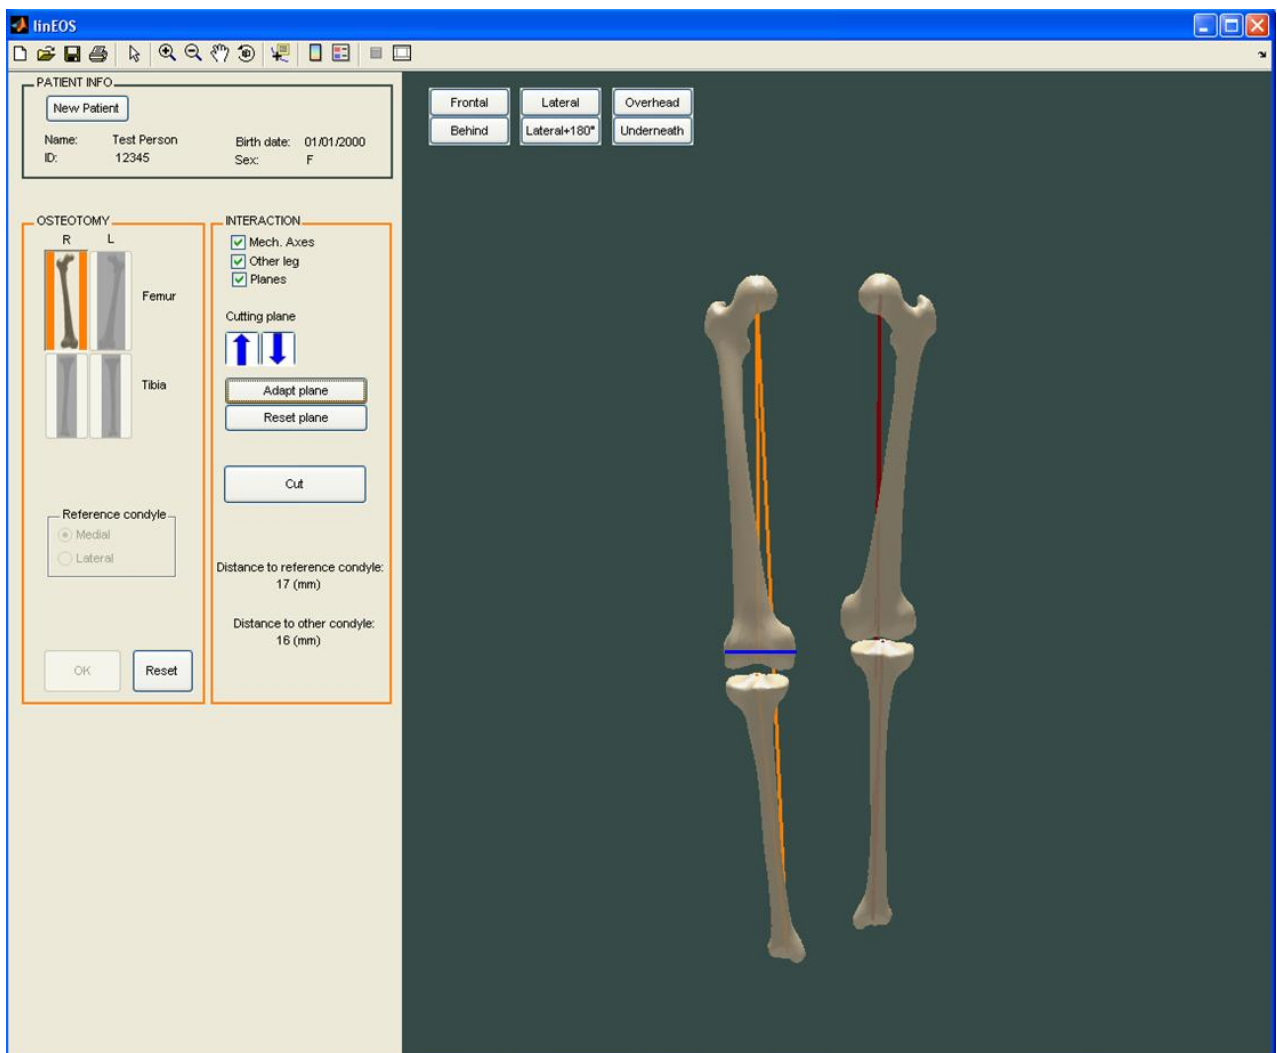 linEOS
PATIENT INFO
New Patient
Name: Test Person Birth date: 01/01/2000
ID: 12345 Sex: F
Frontal Lateral Overhead
Behind Lateral+180° Underneath
OSTEOTOMY
R L
Femur
Tibia
Reference condyle
Medial
Lateral
OK Reset
INTERACTION
Mech. Axes
Other leg
Planes
Cutting plane
Adapt plane
Reset plane
Cut
Distance to reference condyle:
17 (mm)
Distance to other condyle:
16 (mm)